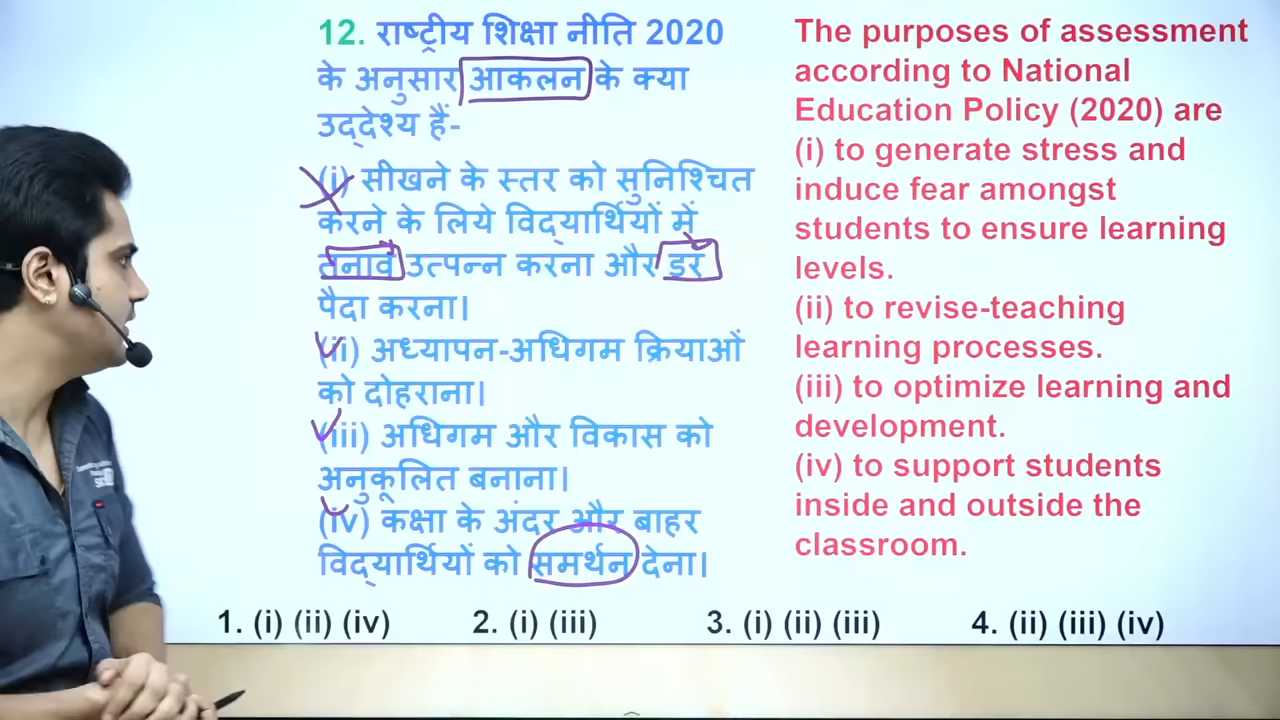 12. राष्ट्रीय शिक्षा नीति 2020
के अनुसार आकलन के क्या
उद्देश्य हैं-
(i) सीखने के स्तर को सुनिश्चित
करने के लिये विद्यार्थियों में
तनाव उत्पन्न करना और डर
पैदा करना।
(ii) अध्यापन-अधिगम क्रियाओं
को दोहराना।
(iii) अधिगम और विकास को
अनुकूलित बनाना।
(iv) कक्षा के अंदर और बाहर
विद्यार्थियों को समर्थन देना।
The purposes of assessment
according to National
Education Policy (2020) are
(i) to generate stress and
induce fear amongst
students to ensure learning
levels.
(ii) to revise-teaching
learning processes.
(iii) to optimize learning and
development.
(iv) to support students
inside and outside the
classroom.
1. (i) (ii) (iv)
2. (i) (iii)
3. (i) (ii) (iii)
4. (ii) (iii) (iv)